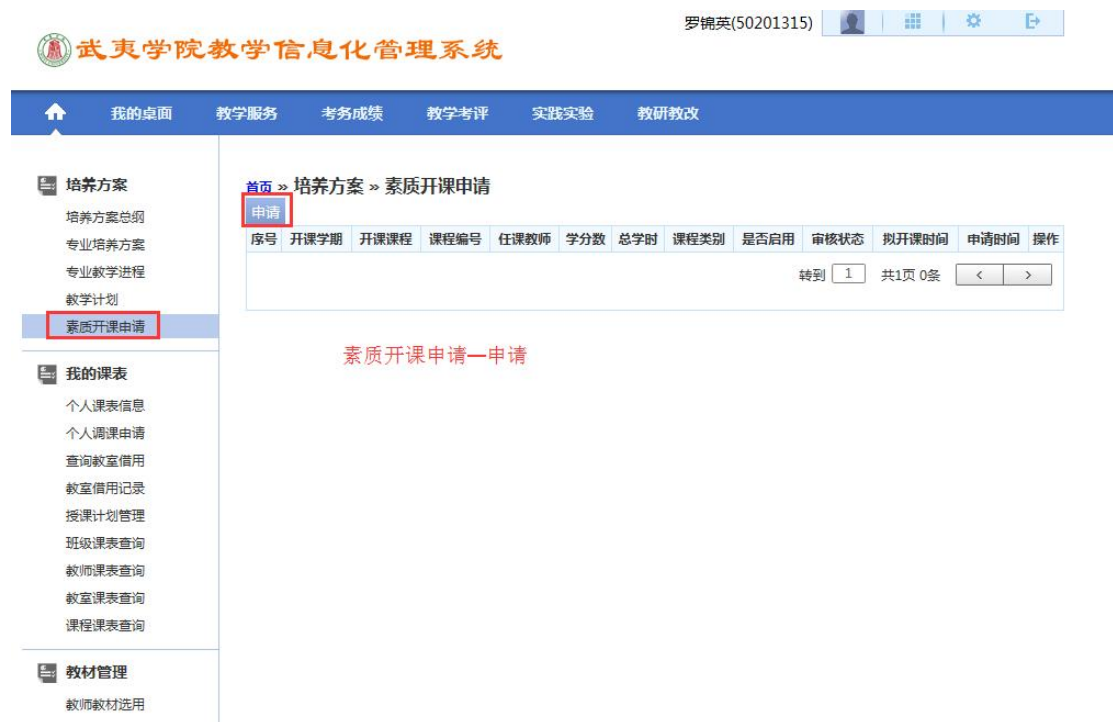 罗锦英(50201315)
武夷学院教学信息化管理系统
我的桌面 教学服务 考务成绩 教学考评 实践实验 教研教改
培养方案
培养方案总纲
专业培养方案
专业教学进程
教学计划
素质开课申请
我的课表
个人课表信息
个人调课申请
查询教室借用
教室借用记录
授课计划管理
班级课表查询
教师课表查询
教室课表查询
课程课表查询
教材管理
教师教材选用
首页 » 培养方案 » 素质开课申请
申请
序号 开课学期 开课课程 课程编号 任课教师 学分数 总学时 课程类别 是否启用 审核状态 拟开课时间 申请时间 操作
转到 1 共1页 0条 < >
素质开课申请—申请